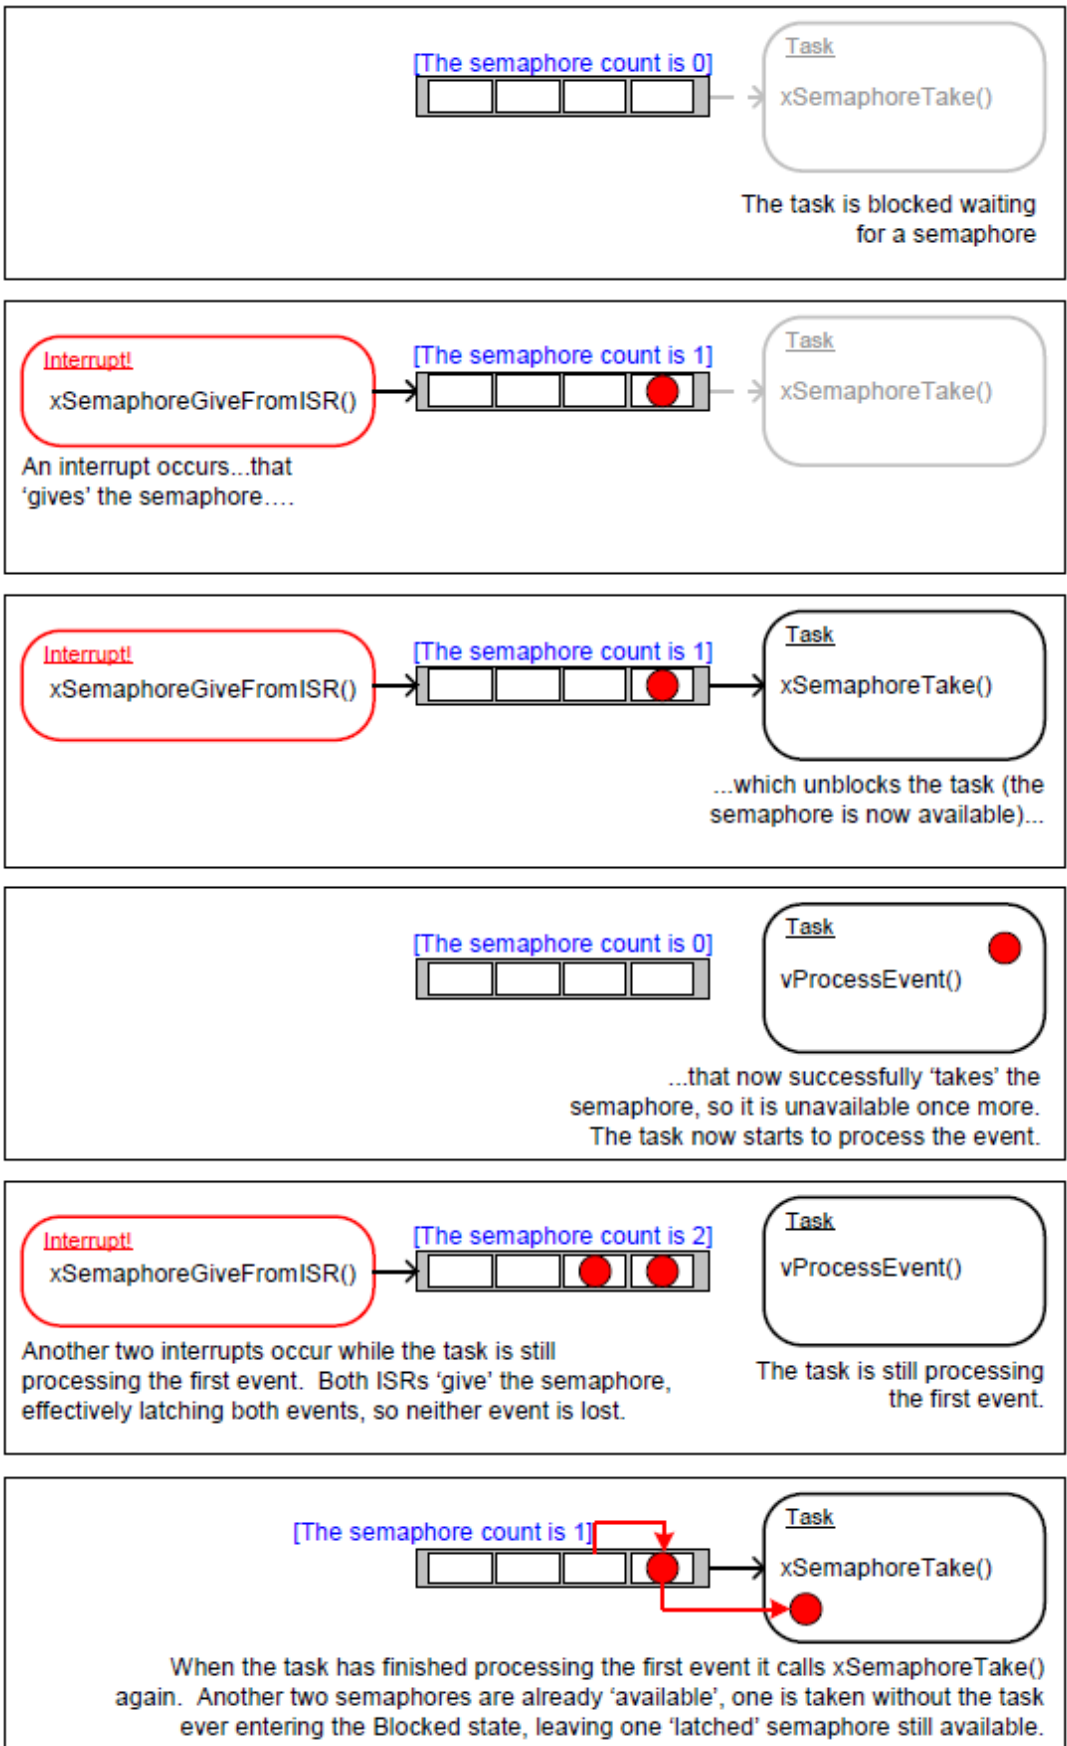 [The semaphore count is 0]
Task
xSemaphoreTake()
The task is blocked waiting
for a semaphore
Interrupt!
xSemaphoreGiveFromISR()
[The semaphore count is 1]
Task
xSemaphoreTake()
An interrupt occurs...that
‘gives’ the semaphore….
Interrupt!
xSemaphoreGiveFromISR()
[The semaphore count is 1]
Task
xSemaphoreTake()
...which unblocks the task (the
semaphore is now available)...
[The semaphore count is 0]
Task
vProcessEvent()
...that now successfully ‘takes’ the
semaphore, so it is unavailable once more.
The task now starts to process the event.
Interrupt!
xSemaphoreGiveFromISR()
[The semaphore count is 2]
Task
vProcessEvent()
Another two interrupts occur while the task is still
processing the first event.  Both ISRs ‘give’ the semaphore,
effectively latching both events, so neither event is lost.
The task is still processing
the first event.
[The semaphore count is 1]
Task
xSemaphoreTake()
When the task has finished processing the first event it calls xSemaphoreTake()
again.  Another two semaphores are already ‘available’, one is taken without the task
ever entering the Blocked state, leaving one ‘latched’ semaphore still available.